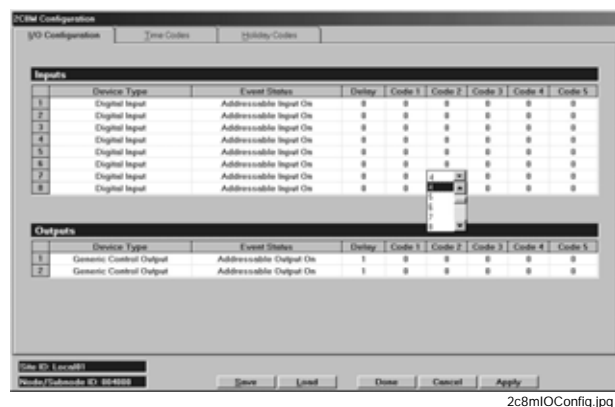 2C8M Configuration
I/O Configuration Time Codes Holiday Codes
Inputs
Device Type Event Status Delay Code 1 Code 2 Code 3 Code 4 Code 5
1 Digital Input Addressable Input On 0 0 0 0 0 0
2 Digital Input Addressable Input On 0 0 0 0 0 0
3 Digital Input Addressable Input On 0 0 0 0 0 0
4 Digital Input Addressable Input On 0 0 0 0 0 0
5 Digital Input Addressable Input On 0 0 0 0 0 0
6 Digital Input Addressable Input On 0 0 0 0 0 0
7 Digital Input Addressable Input On 0 0 4 0 0 0
8 Digital Input Addressable Input On 0 0 4 0 0 0
5
6
7
8
Outputs
Device Type Event Status Delay Code 1 Code 2 Code 3 Code 4 Code 5
1 Generic Control Output Addressable Output On 1 0 0 0 0 0
2 Generic Control Output Addressable Output On 1 0 0 0 0 0
Site ID: Local01
Node/Subnode ID: 004000
Save Load Done Cancel Apply
2c8mIOConfig.jpg